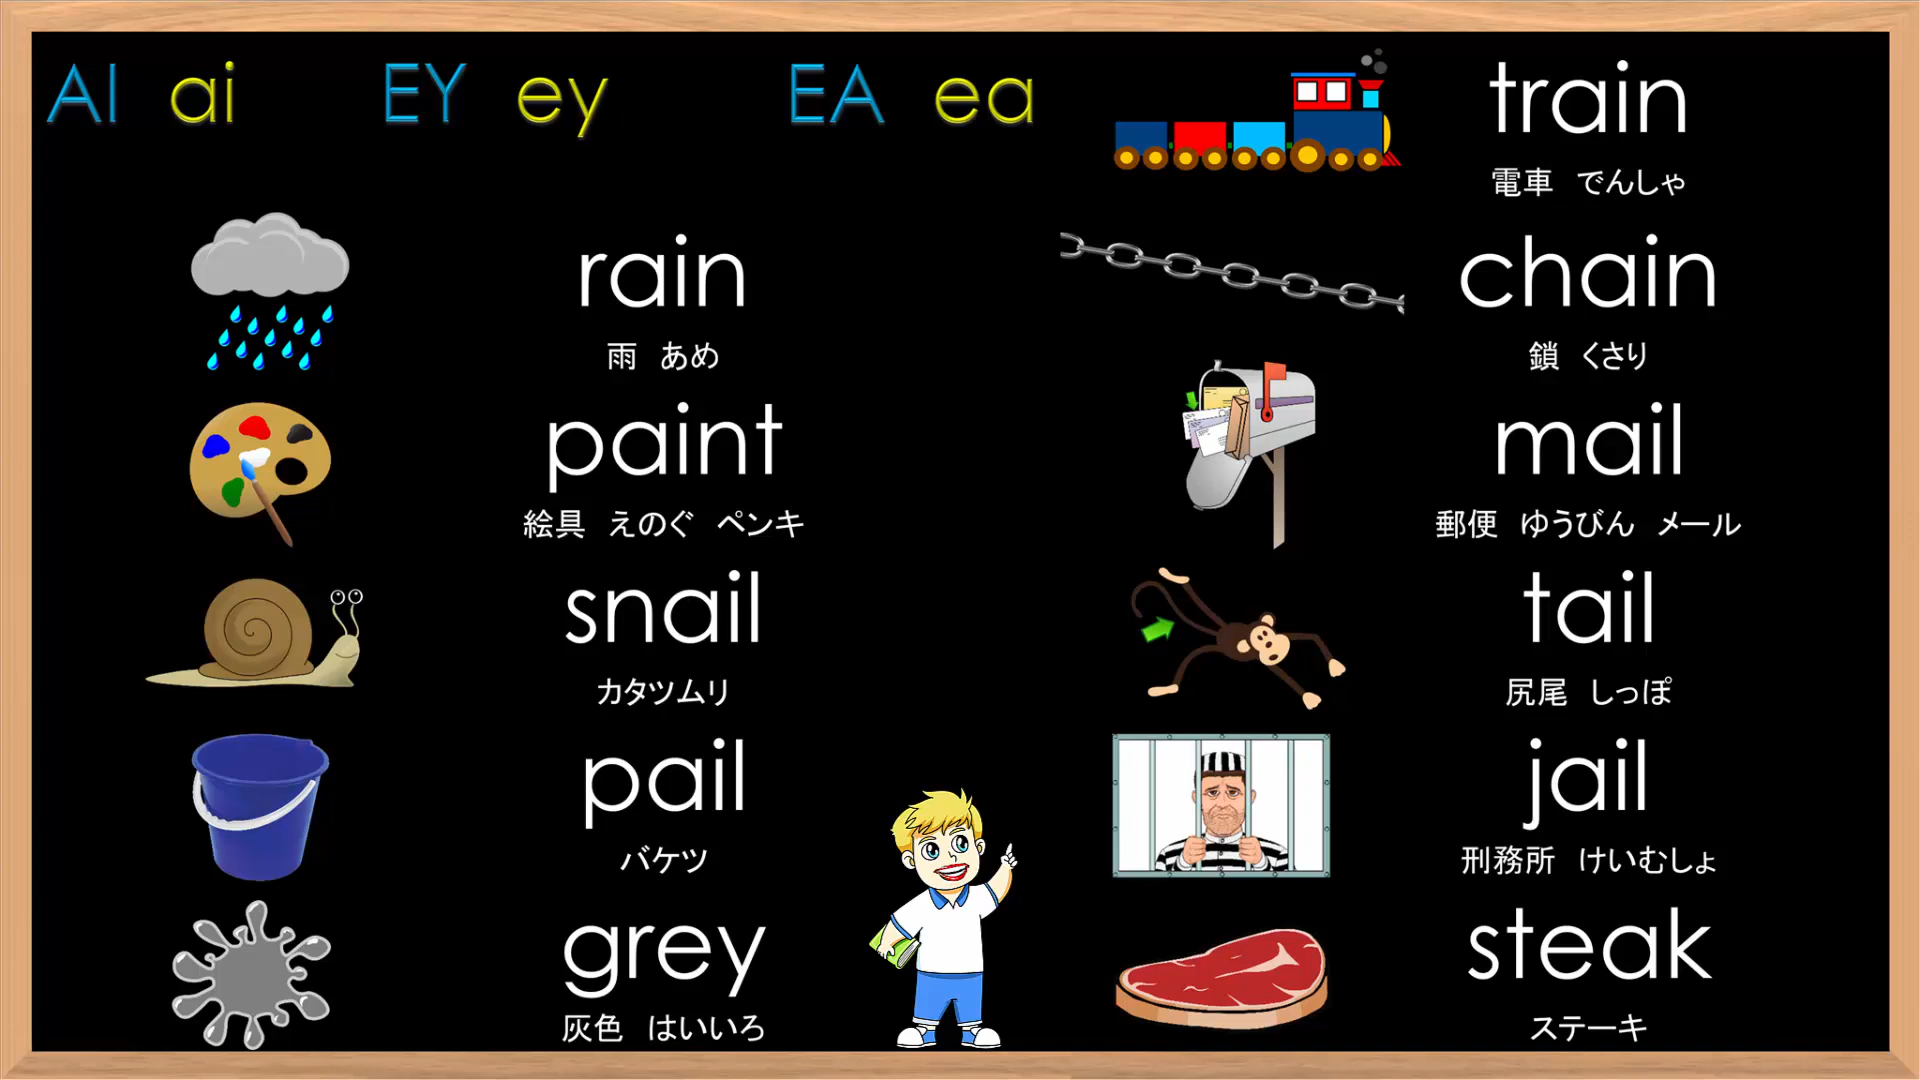 AI ai EY ey EA ea
rain
雨 あめ
paint
絵具 えのぐ ペンキ
snail
カタツムリ
pail
バケツ
grey
灰色 はいいろ
train
電車 でんしゃ
chain
鎖 くさり
mail
郵便 ゆうびん メール
tail
尻尾 しっぽ
jail
刑務所 けいむしょ
steak
ステーキ